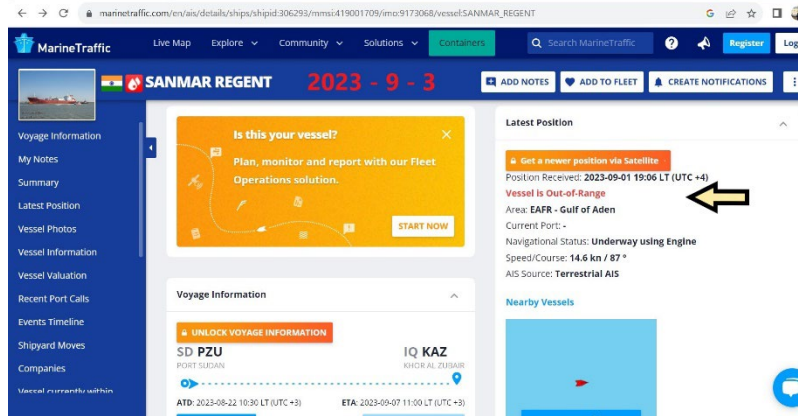 marinetraffic.com/en/ais/details/ships/shipid:306293/mmsi:419001709/imo:9173068/vessel:SANMAR_REGENT
MarineTraffic
Live Map
Explore
Community
Solutions
Containers
Search MarineTraffic
Register
Log
SANMAR REGENT
2023 - 9 - 3
ADD NOTES
ADD TO FLEET
CREATE NOTIFICATIONS
Voyage Information
My Notes
Summary
Latest Position
Vessel Photos
Vessel Information
Vessel Valuation
Recent Port Calls
Events Timeline
Shipyard Moves
Companies
Vessel currently within
Is this your vessel?
Plan, monitor and report with our Fleet
Operations solution.
START NOW
Voyage Information
UNLOCK VOYAGE INFORMATION
SD PZU
PORT SUDAN
IQ KAZ
KHOR AL ZUBAIR
ATD: 2023-08-22 10:30 LT (UTC +3)
ETA: 2023-09-07 11:00 LT (UTC +3)
Latest Position
Get a newer position via Satellite
Position Received: 2023-09-01 19:06 LT (UTC +4)
Vessel is Out-of-Range
Area: EAFR - Gulf of Aden
Current Port: -
Navigational Status: Underway using Engine
Speed/Course: 14.6 kn / 87 °
AIS Source: Terrestrial AIS
Nearby Vessels